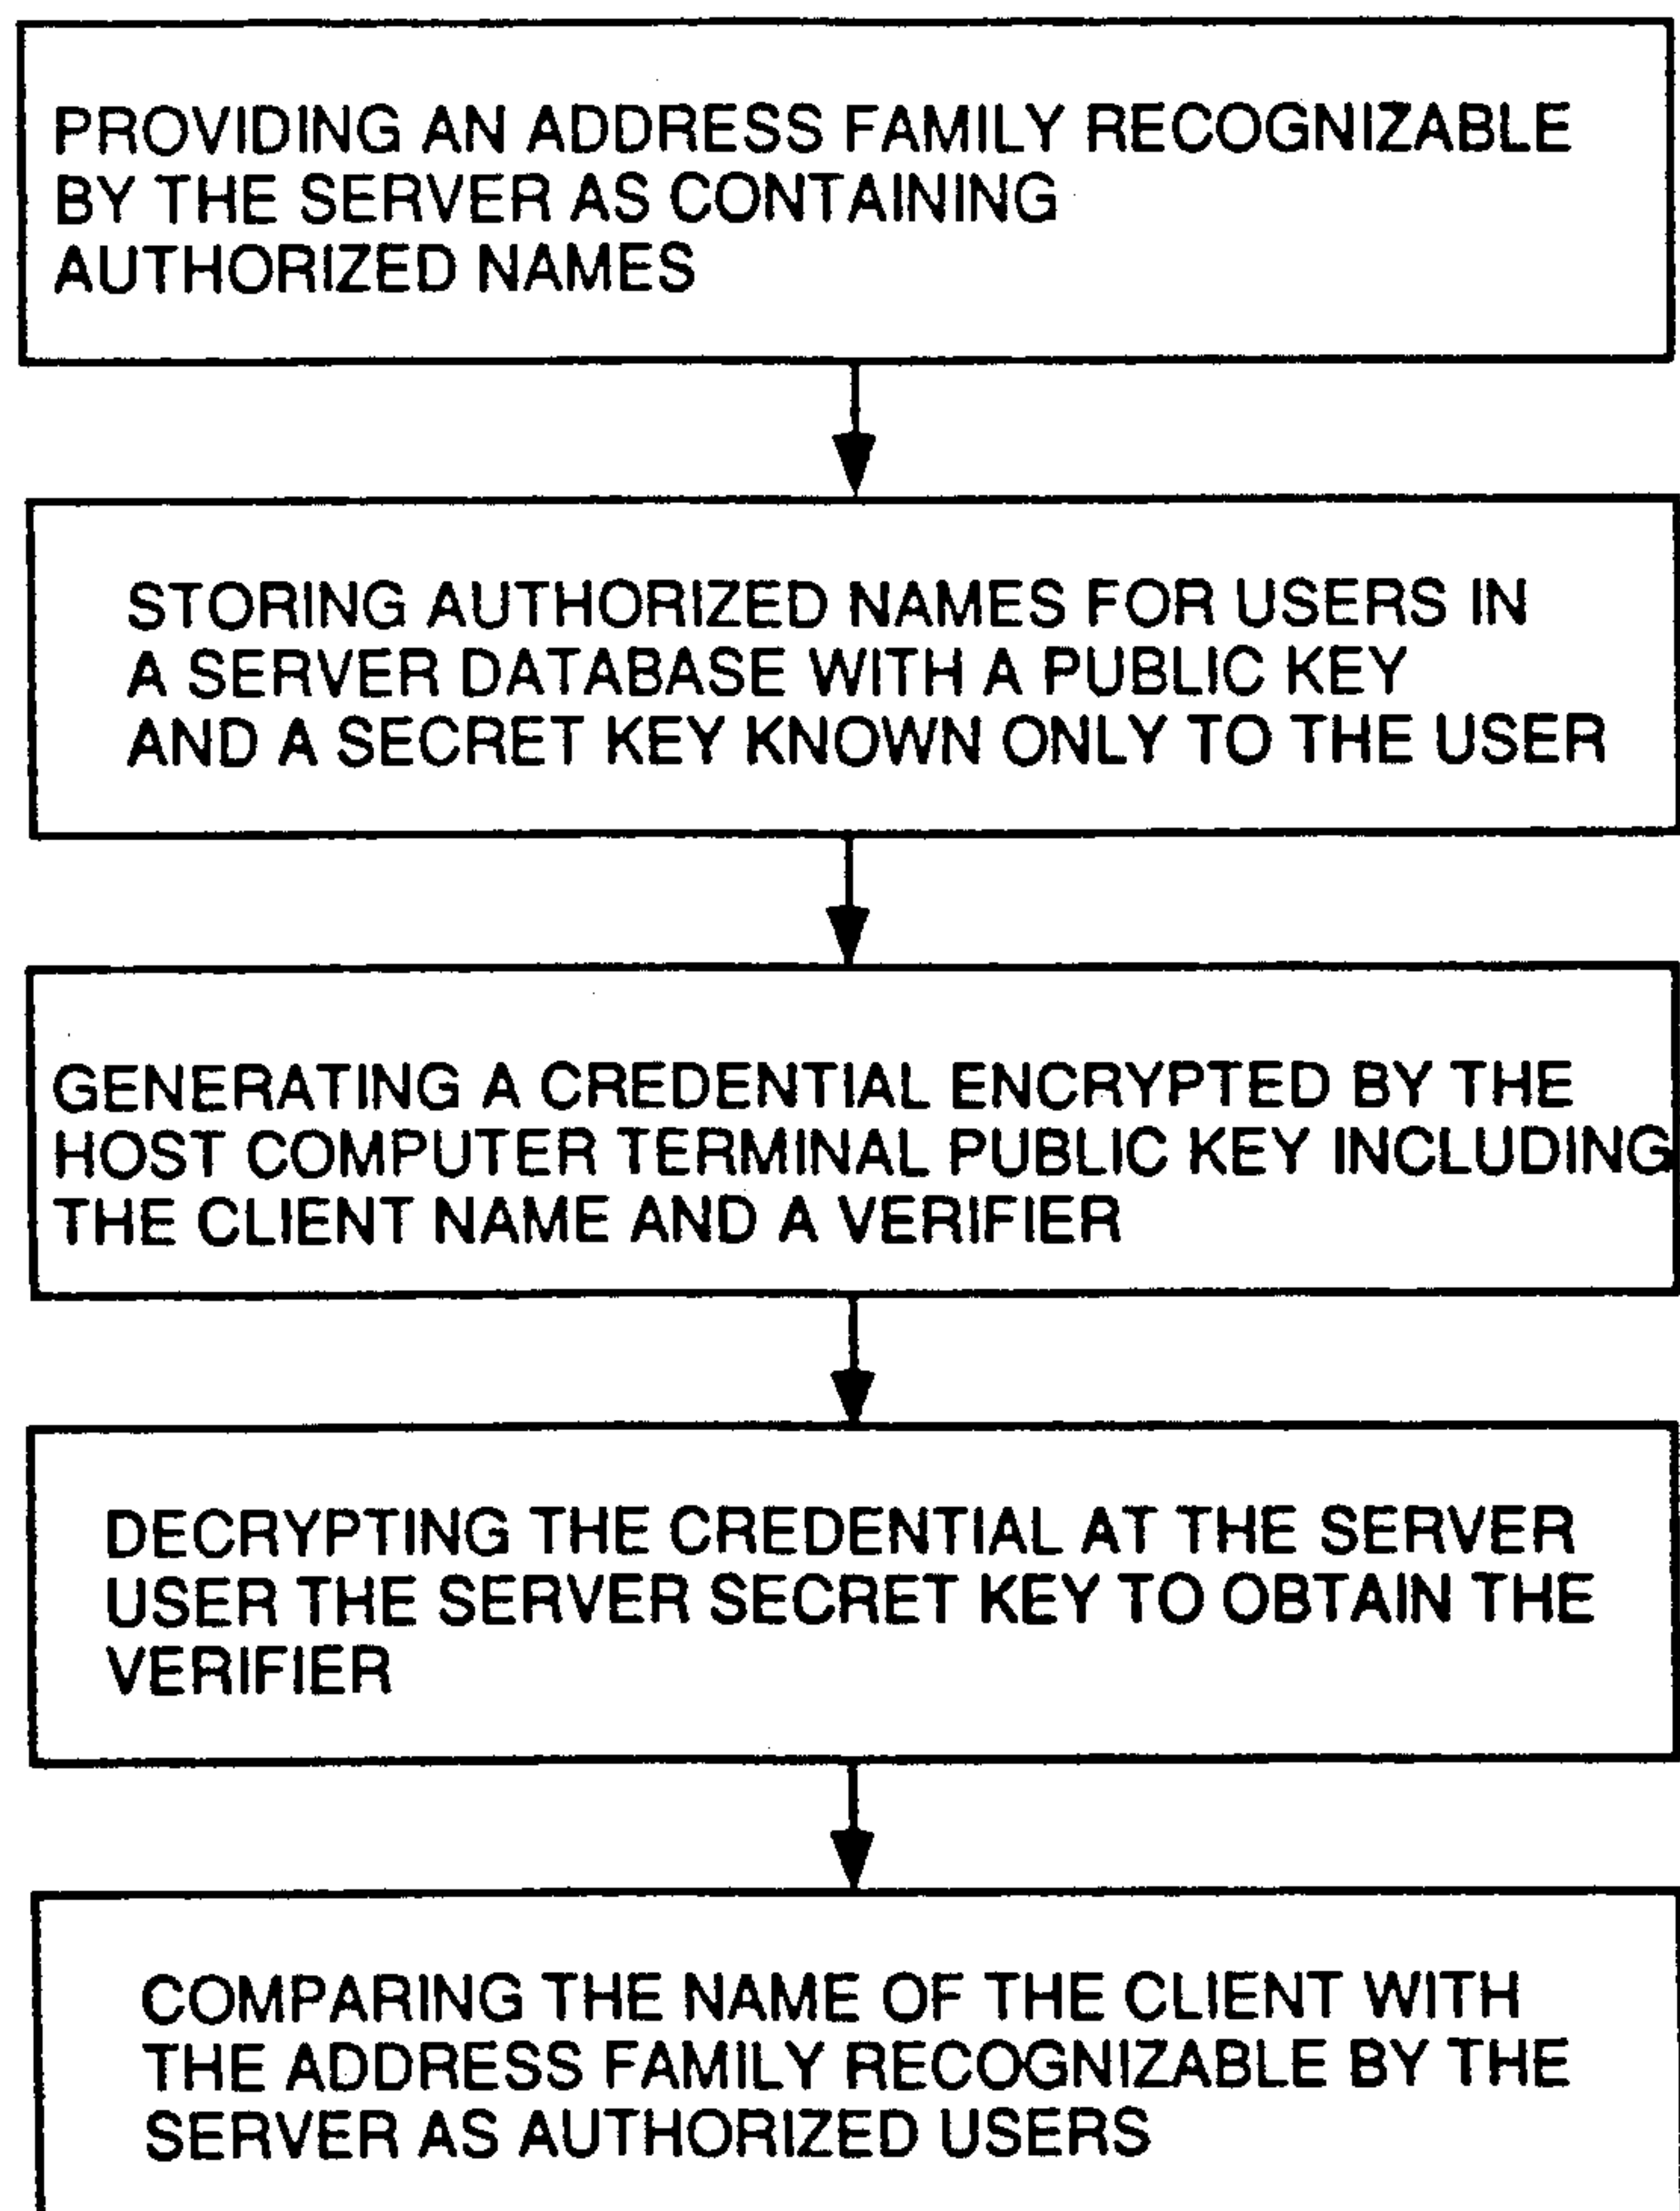 PROVIDING AN ADDRESS FAMILY RECOGNIZABLE
BY THE SERVER AS CONTAINING
AUTHORIZED NAMES
STORING AUTHORIZED NAMES FOR USERS IN
A SERVER DATABASE WITH A PUBLIC KEY
AND A SECRET KEY KNOWN ONLY TO THE USER
GENERATING A CREDENTIAL ENCRYPTED BY THE
HOST COMPUTER TERMINAL PUBLIC KEY INCLUDING
THE CLIENT NAME AND A VERIFIER
DECRYPTING THE CREDENTIAL AT THE SERVER
USER THE SERVER SECRET KEY TO OBTAIN THE
VERIFIER
COMPARING THE NAME OF THE CLIENT WITH
THE ADDRESS FAMILY RECOGNIZABLE BY THE
SERVER AS AUTHORIZED USERS